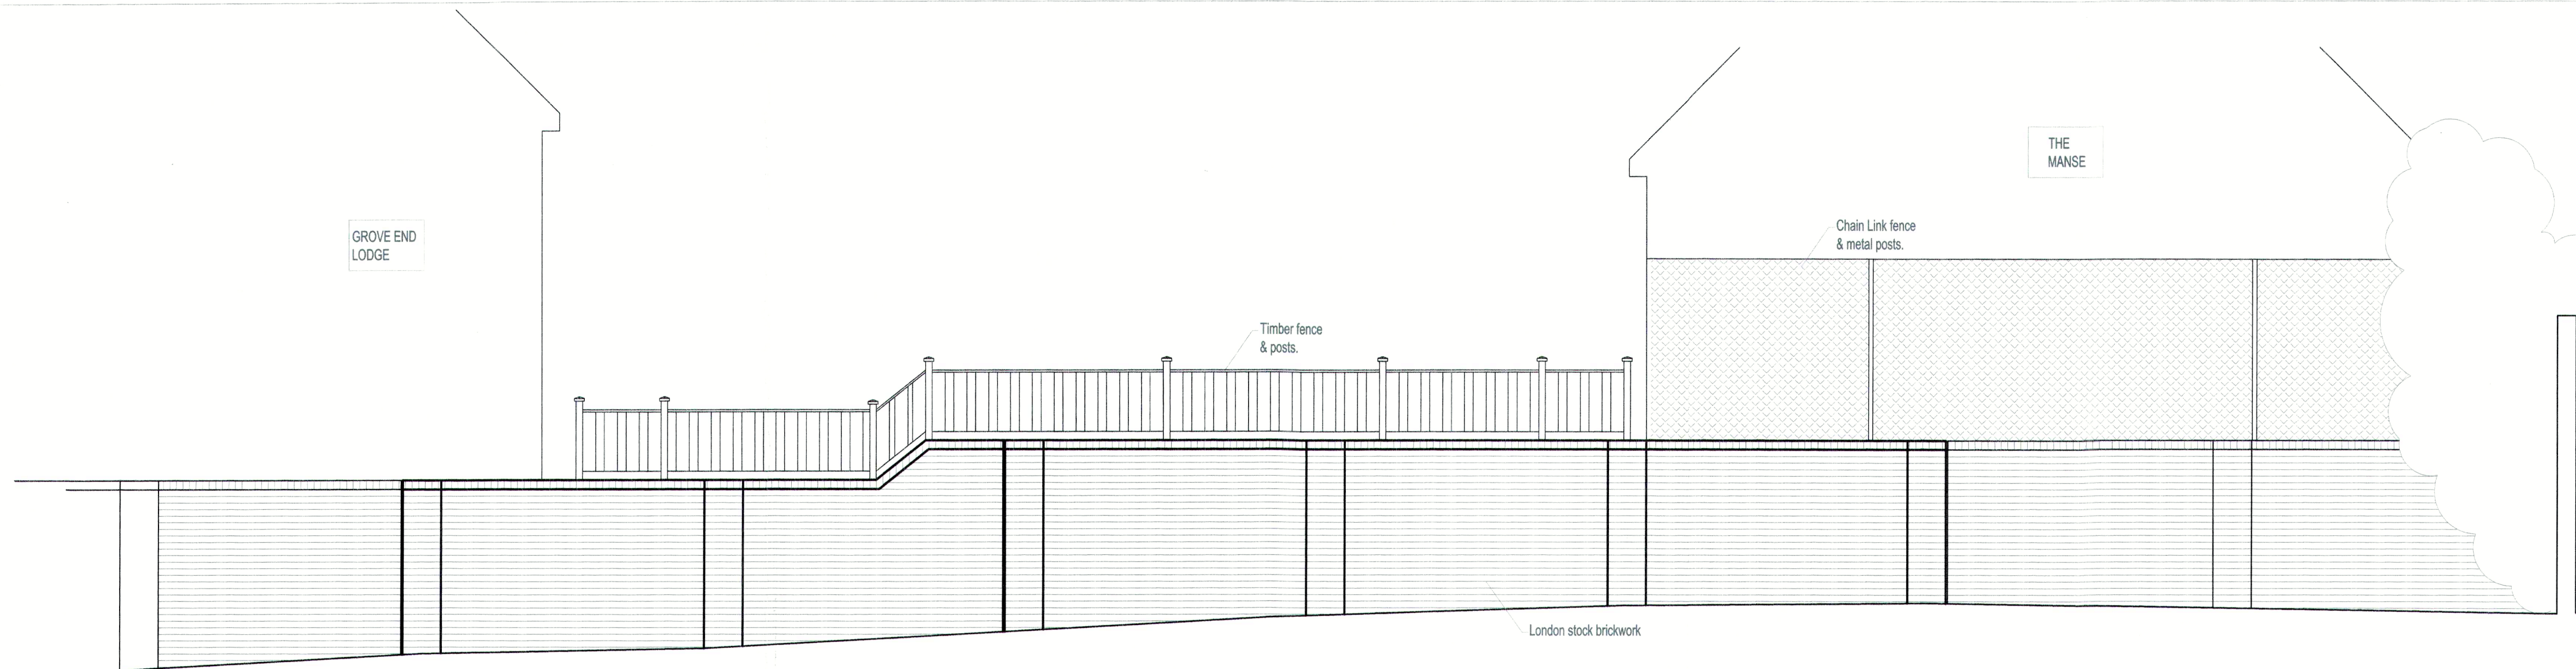 GROVE END
LODGE
Timber fence
& posts.
THE
MANSE
Chain Link fence
& metal posts.
London stock brickwork